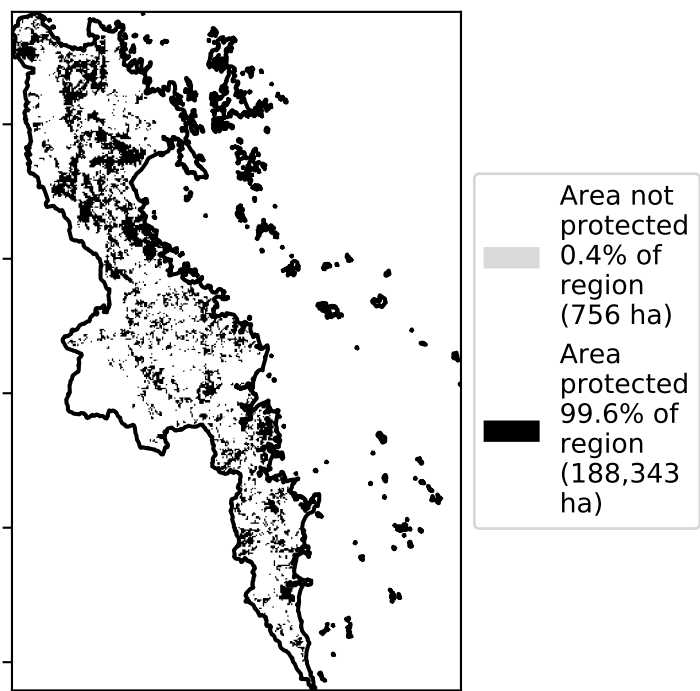 Area not
protected
0.4% of
region
(756 ha)
Area
protected
99.6% of
region
(188,343
ha)